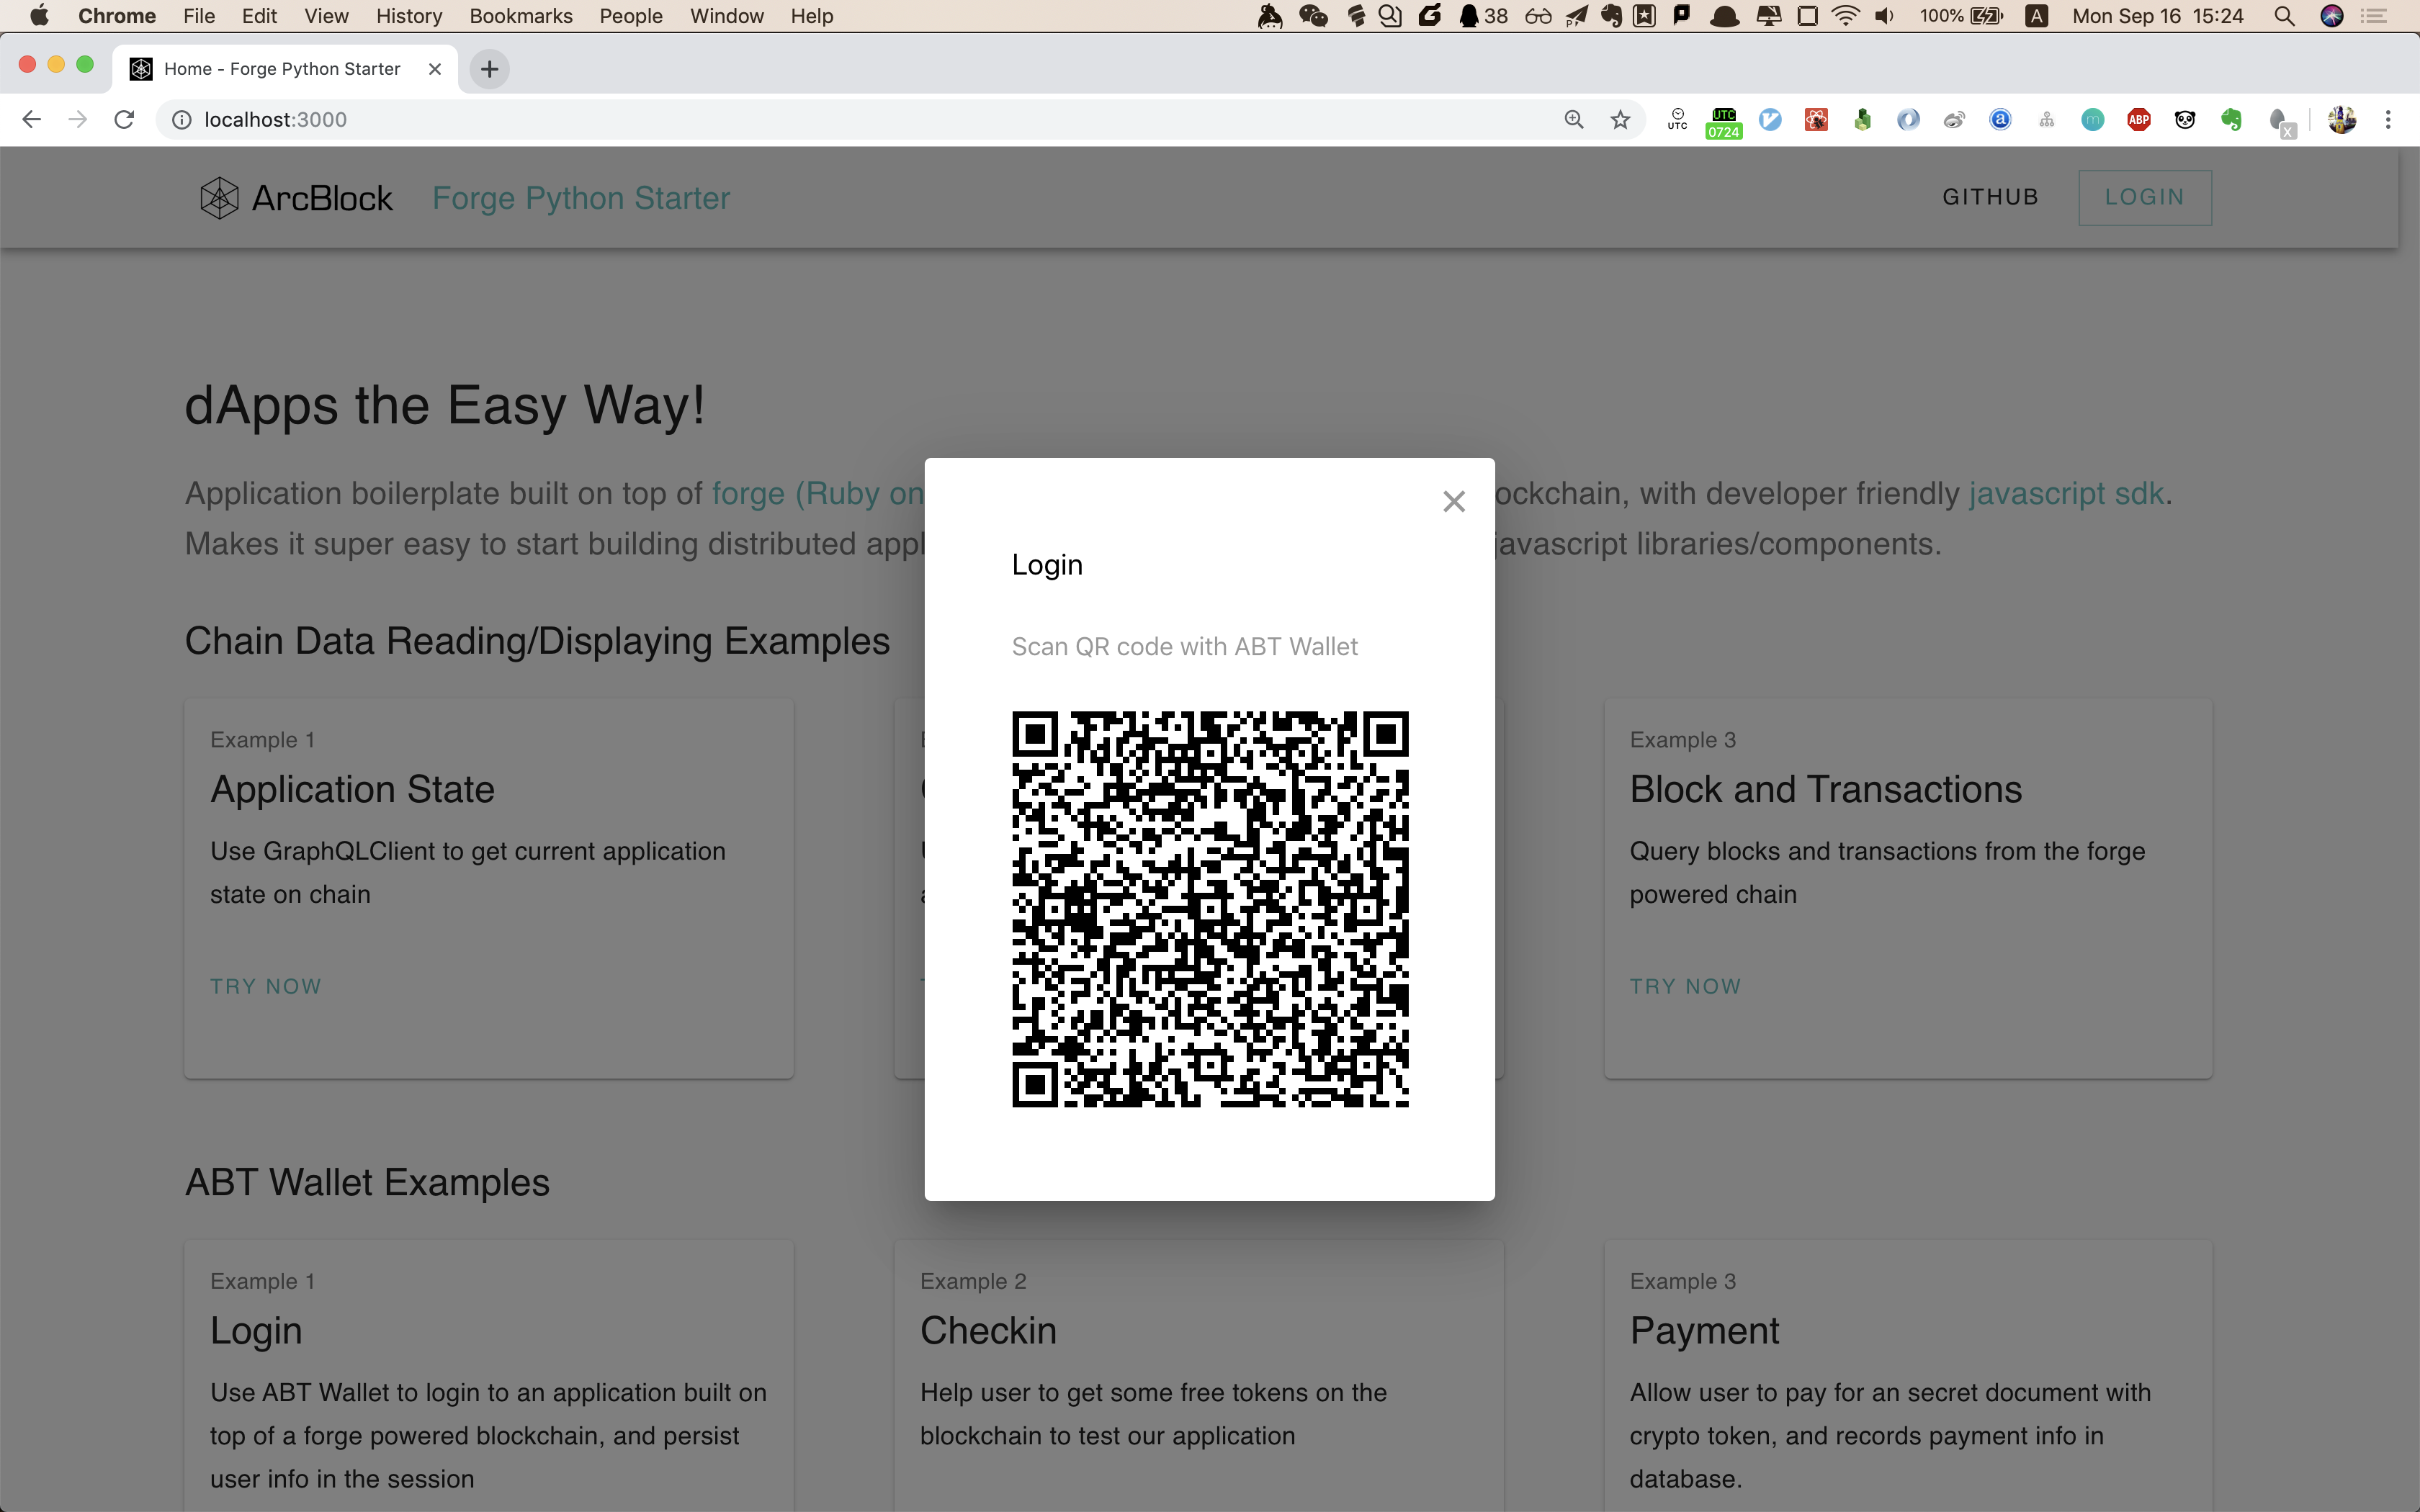 Chrome File Edit View History Bookmarks People Window Help 38 100% A Mon Sep 16 15:24
Home - Forge Python Starter
localhost:3000 UTC UTC 0724 ABP
ArcBlock Forge Python Starter GITHUB LOGIN
dApps the Easy Way!
Application boilerplate built on top of forge (Ruby on
with developer friendly javascript sdk.
Makes it super easy to start building distributed
libraries/components.
Login
Scan QR code with ABT Wallet
Chain Data Reading/Displaying Examples
Example 1
Application State
Use GraphQLClient to get current application
state on chain
TRY NOW
Example 3
Block and Transactions
Query blocks and transactions from the forge
powered chain
TRY NOW
ABT Wallet Examples
Example 1
Login
Use ABT Wallet to login to an application built on
top of a forge powered blockchain, and persist
user info in the session
Example 2
Checkin
Help user to get some free tokens on the
blockchain to test our application
Example 3
Payment
Allow user to pay for an secret document with
crypto token, and records payment info in
database.